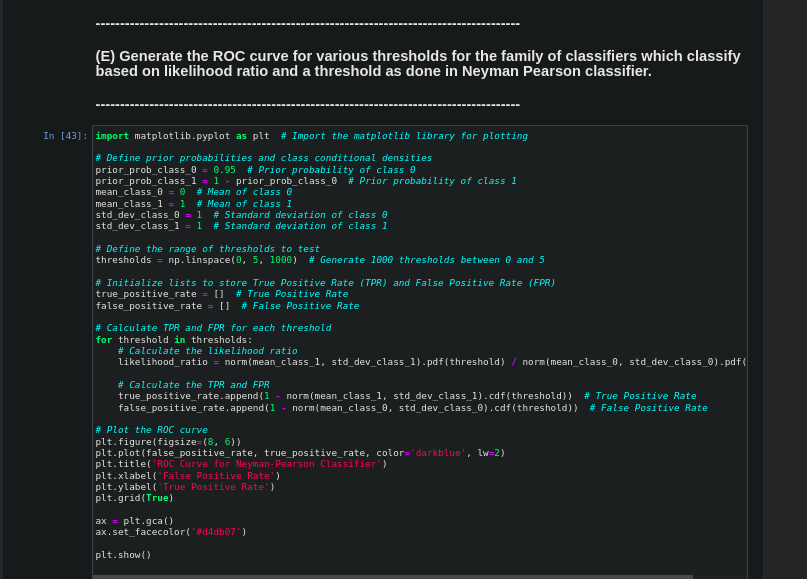 -----------------------------------------------------------------------------------------
(E) Generate the ROC curve for various thresholds for the family of classifiers which classify
based on likelihood ratio and a threshold as done in Neyman Pearson classifier.
-----------------------------------------------------------------------------------------
In [43]: import matplotlib.pyplot as plt  # Import the matplotlib library for plotting
# Define prior probabilities and class conditional densities
prior_prob_class_0 = 0.95  # Prior probability of class 0
prior_prob_class_1 = 1 - prior_prob_class_0  # Prior probability of class 1
mean_class_0 = 0  # Mean of class 0
mean_class_1 = 1  # Mean of class 1
std_dev_class_0 = 1  # Standard deviation of class 0
std_dev_class_1 = 1  # Standard deviation of class 1
# Define the range of thresholds to test
thresholds = np.linspace(0, 5, 1000)  # Generate 1000 thresholds between 0 and 5
# Initialize lists to store True Positive Rate (TPR) and False Positive Rate (FPR)
true_positive_rate = []  # True Positive Rate
false_positive_rate = []  # False Positive Rate
# Calculate TPR and FPR for each threshold
for threshold in thresholds:
    # Calculate the likelihood ratio
    likelihood_ratio = norm(mean_class_1, std_dev_class_1).pdf(threshold) / norm(mean_class_0, std_dev_class_0).pdf(
    # Calculate the TPR and FPR
    true_positive_rate.append(1 - norm(mean_class_1, std_dev_class_1).cdf(threshold))  # True Positive Rate
    false_positive_rate.append(1 - norm(mean_class_0, std_dev_class_0).cdf(threshold))  # False Positive Rate
# Plot the ROC curve
plt.figure(figsize=(8, 6))
plt.plot(false_positive_rate, true_positive_rate, color='darkblue', lw=2)
plt.title('ROC Curve for Neyman-Pearson Classifier')
plt.xlabel('False Positive Rate')
plt.ylabel('True Positive Rate')
plt.grid(True)
ax = plt.gca()
ax.set_facecolor('#d4db07')
plt.show()